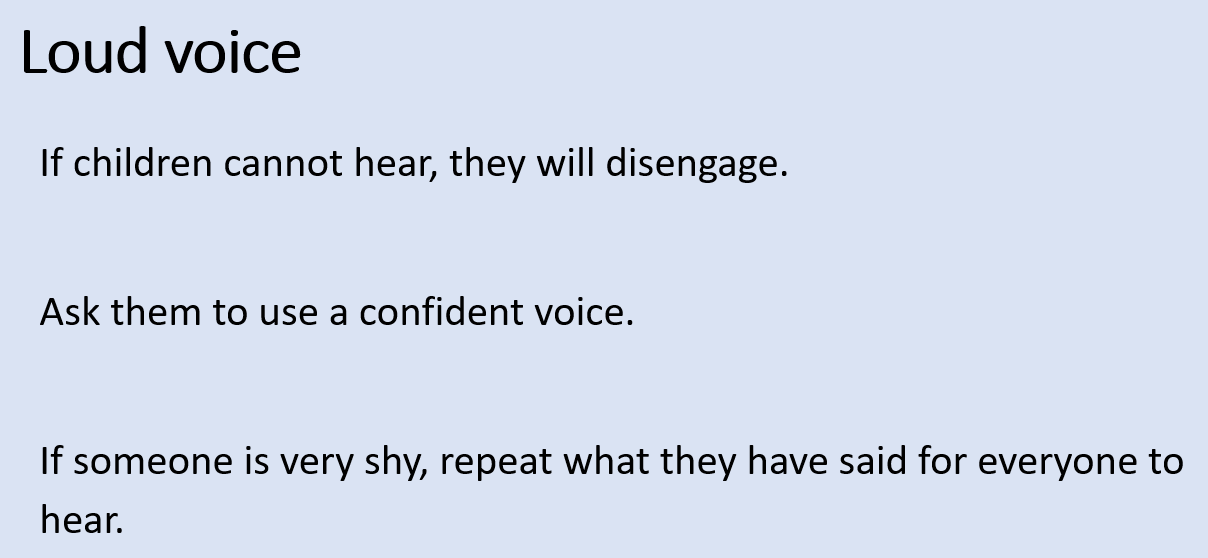 Loud voice
If children cannot hear, they will disengage.
Ask them to use a confident voice.
If someone is very shy, repeat what they have said for everyone to
hear.